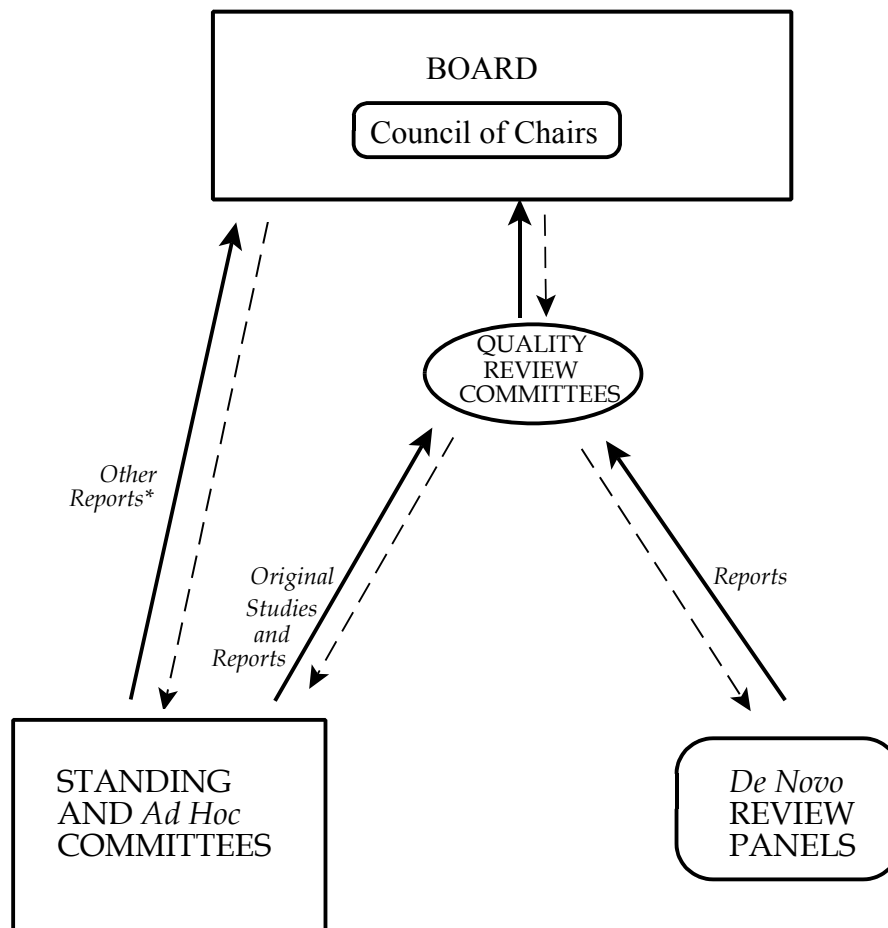 BOARD
Council of Chairs
QUALITY
REVIEW
COMMITTEES
Other
Reports*
Original
Studies
and
Reports
Reports
STANDING
AND Ad Hoc
COMMITTEES
De Novo
REVIEW
PANELS